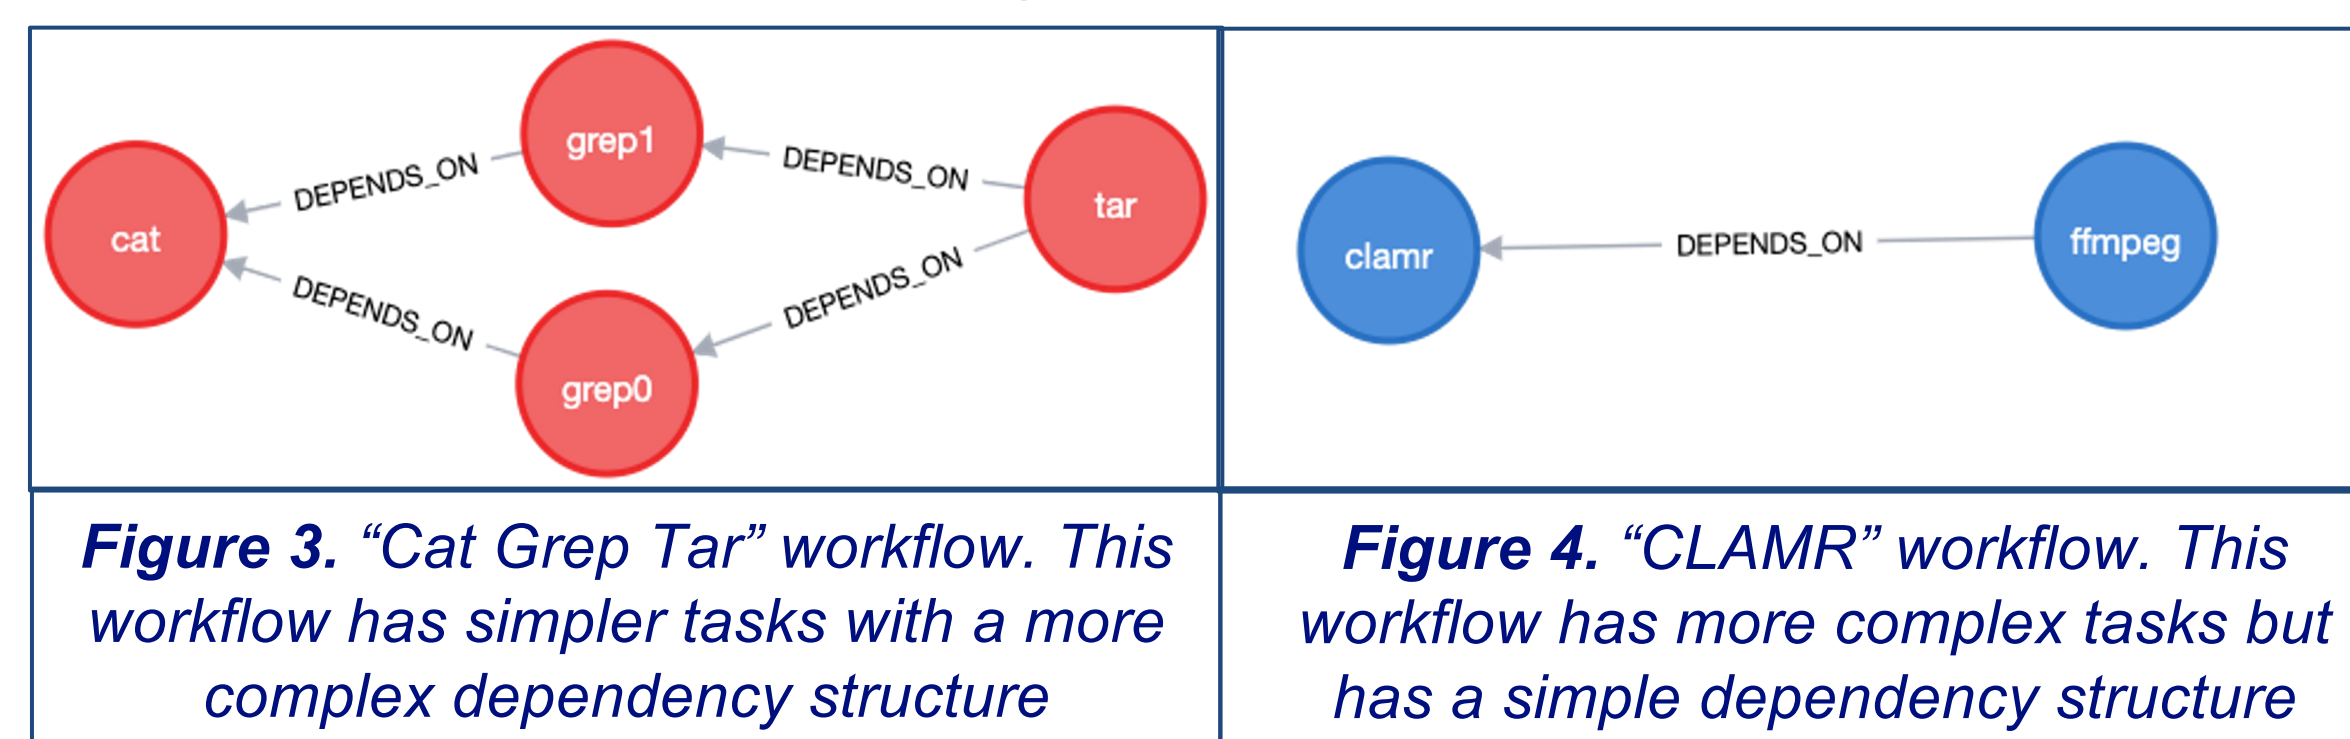 grep1
DEPENDS_ON
DEPENDS_ON
tar
cat
DEPENDS_ON
DEPENDS_ON
grep0
clamr
DEPENDS_ON
ffmpeg
Figure 3. “Cat Grep Tar” workflow. This
workflow has simpler tasks with a more
complex dependency structure
Figure 4. “CLAMR” workflow. This
workflow has more complex tasks but
has a simple dependency structure